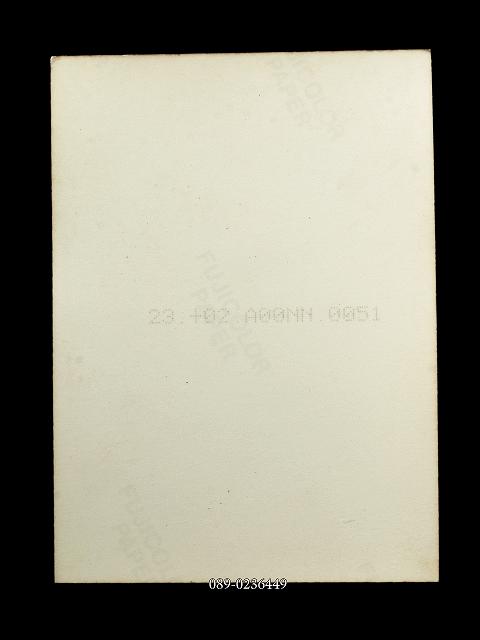 FUJICOLOR
PAPER
FUJICOLOR
PAPER
23 +02 A00NN 0051
FUJICOLOR
PAPER
089-0236449